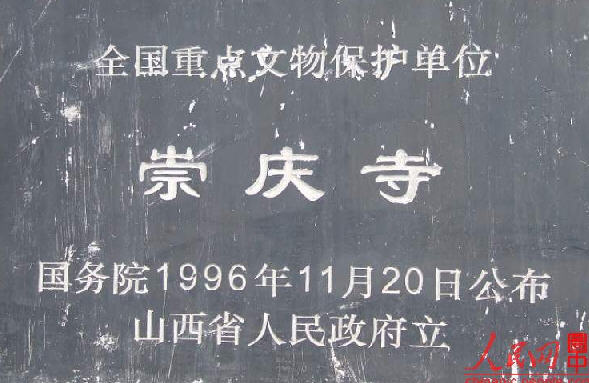 全国重点文物保护单位
崇庆寺
国务院1996年11月20日公布
山西省人民政府立
人民网